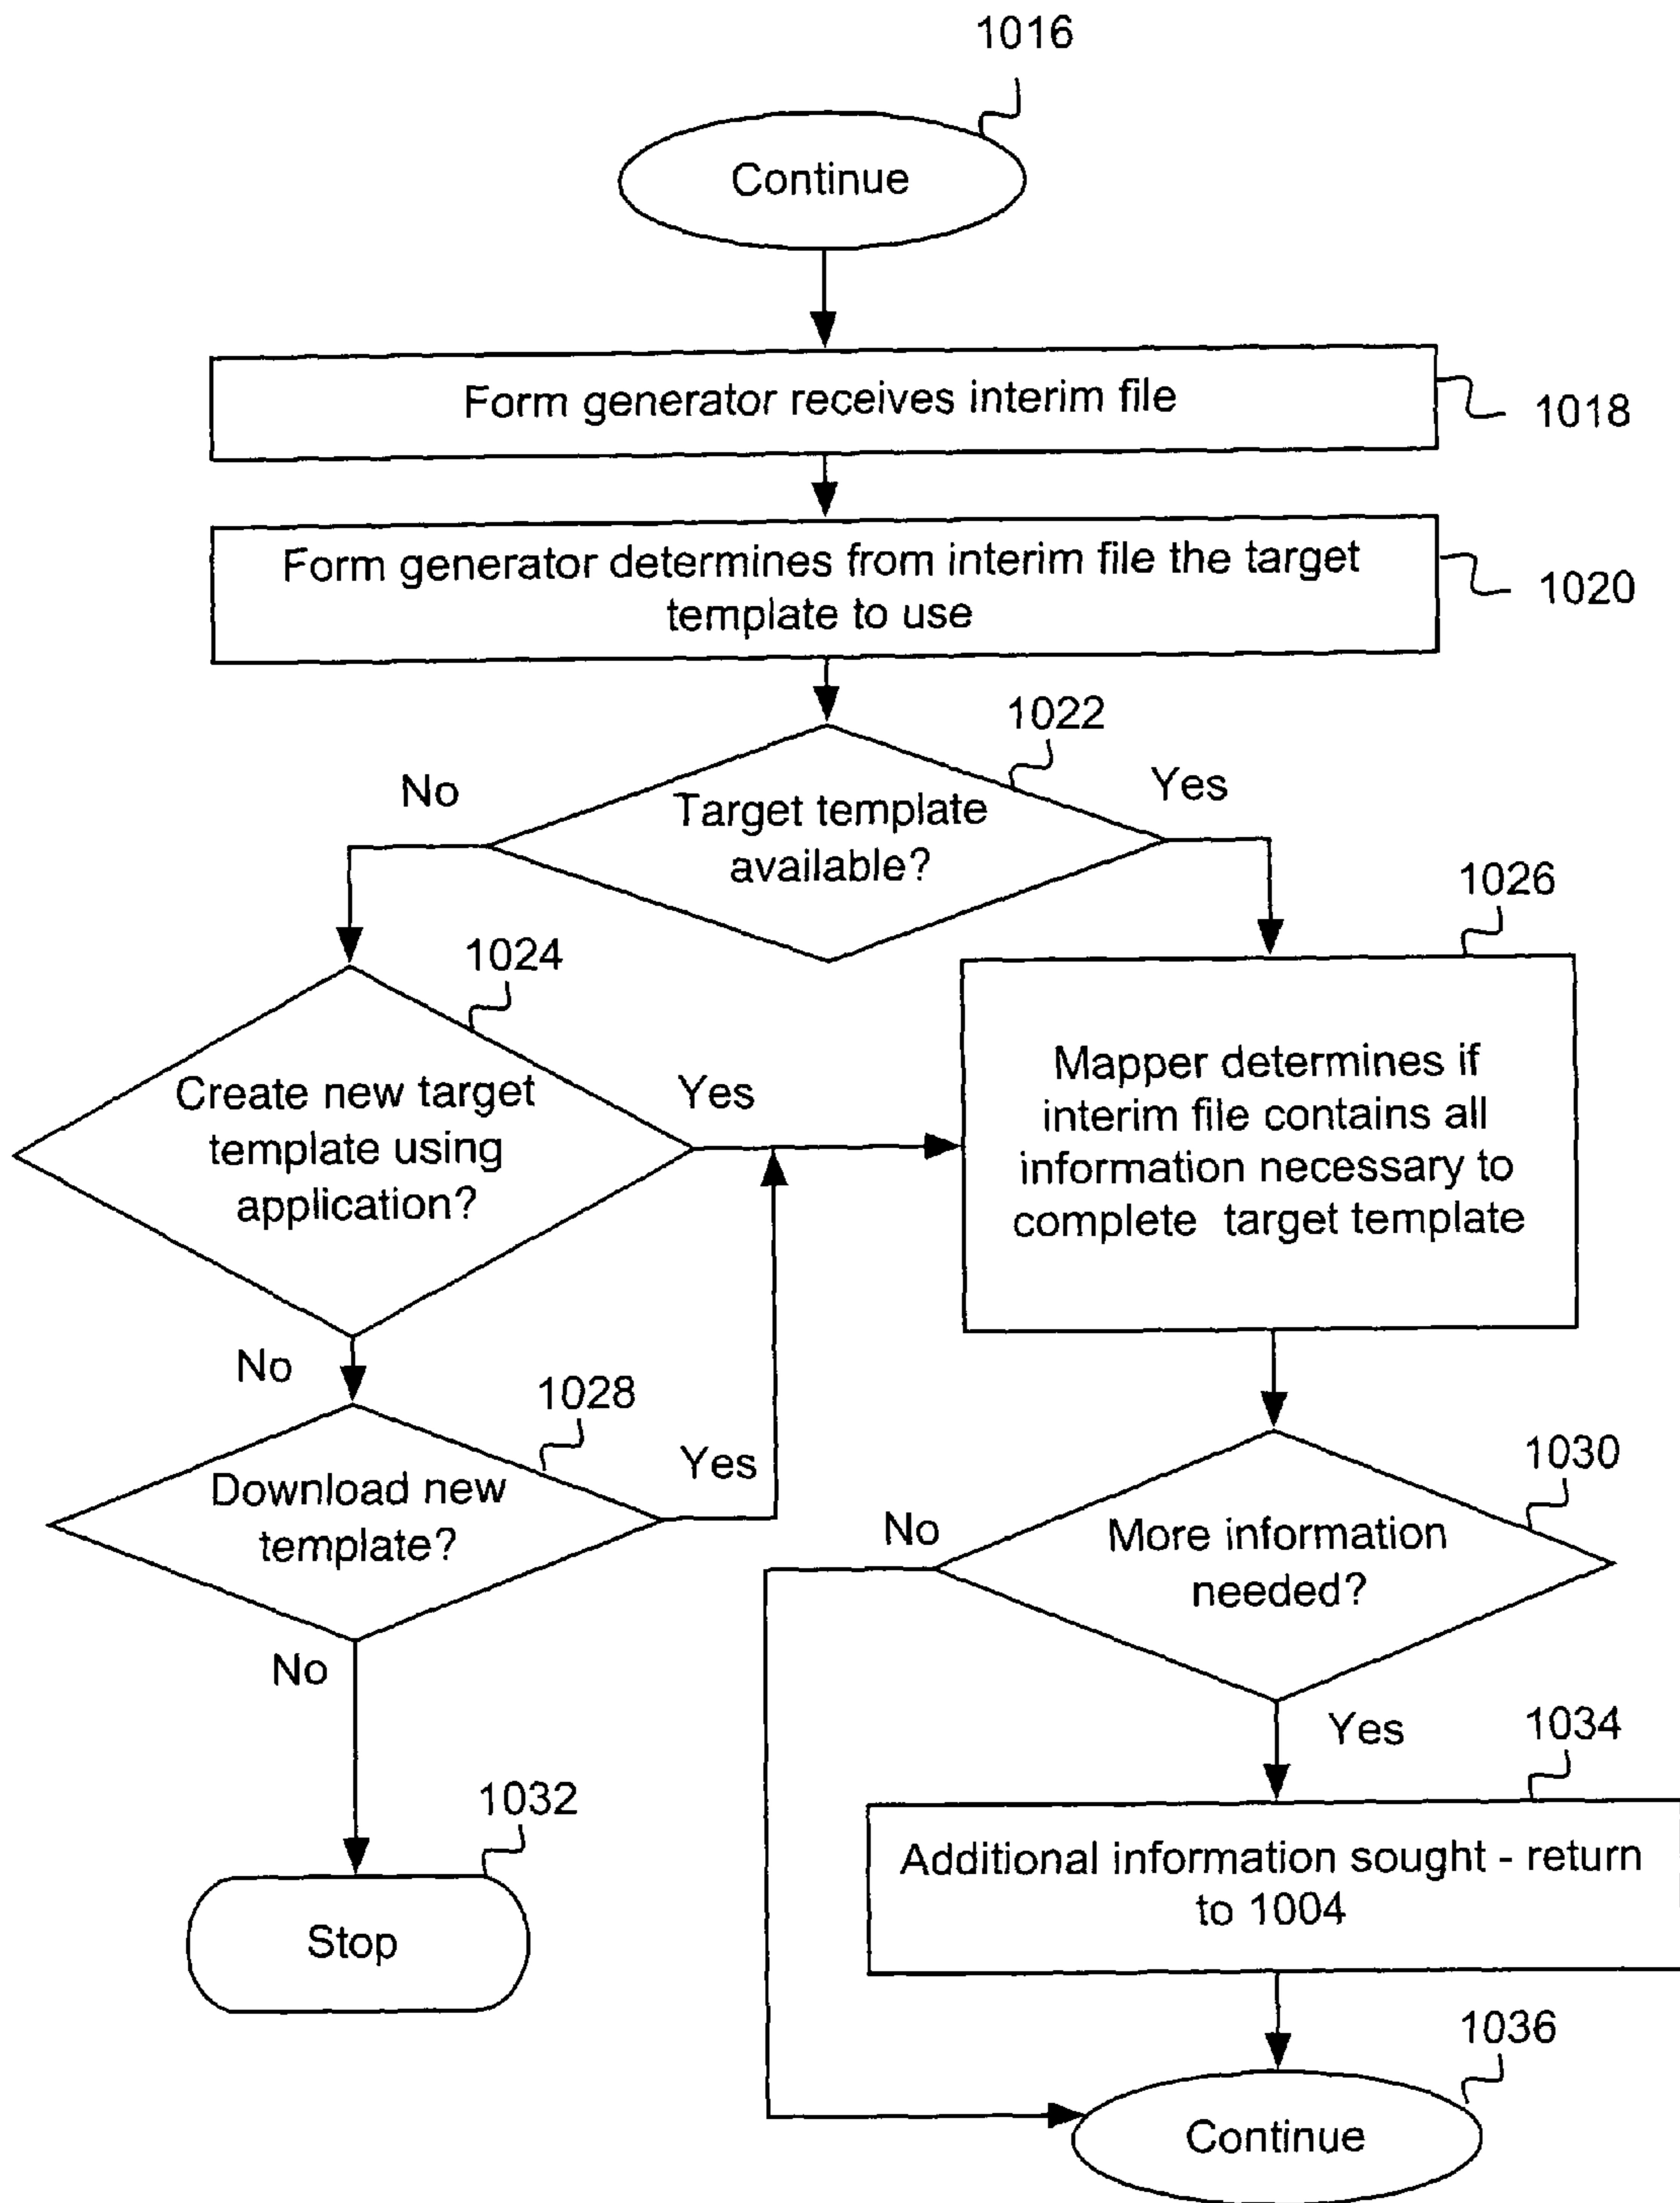 1016
Continue
Form generator receives interim file
1018
Form generator determines from interim file the target
template to use
1020
1022
No
Yes
Target template
available?
1024
1026
Create new target
template using
application?
Yes
Mapper determines if
interim file contains all
information necessary to
complete target template
No
1028
Download new
template?
Yes
1030
No
More information
needed?
No
Yes
1034
1032
Stop
Additional information sought - return
to 1004
1036
Continue